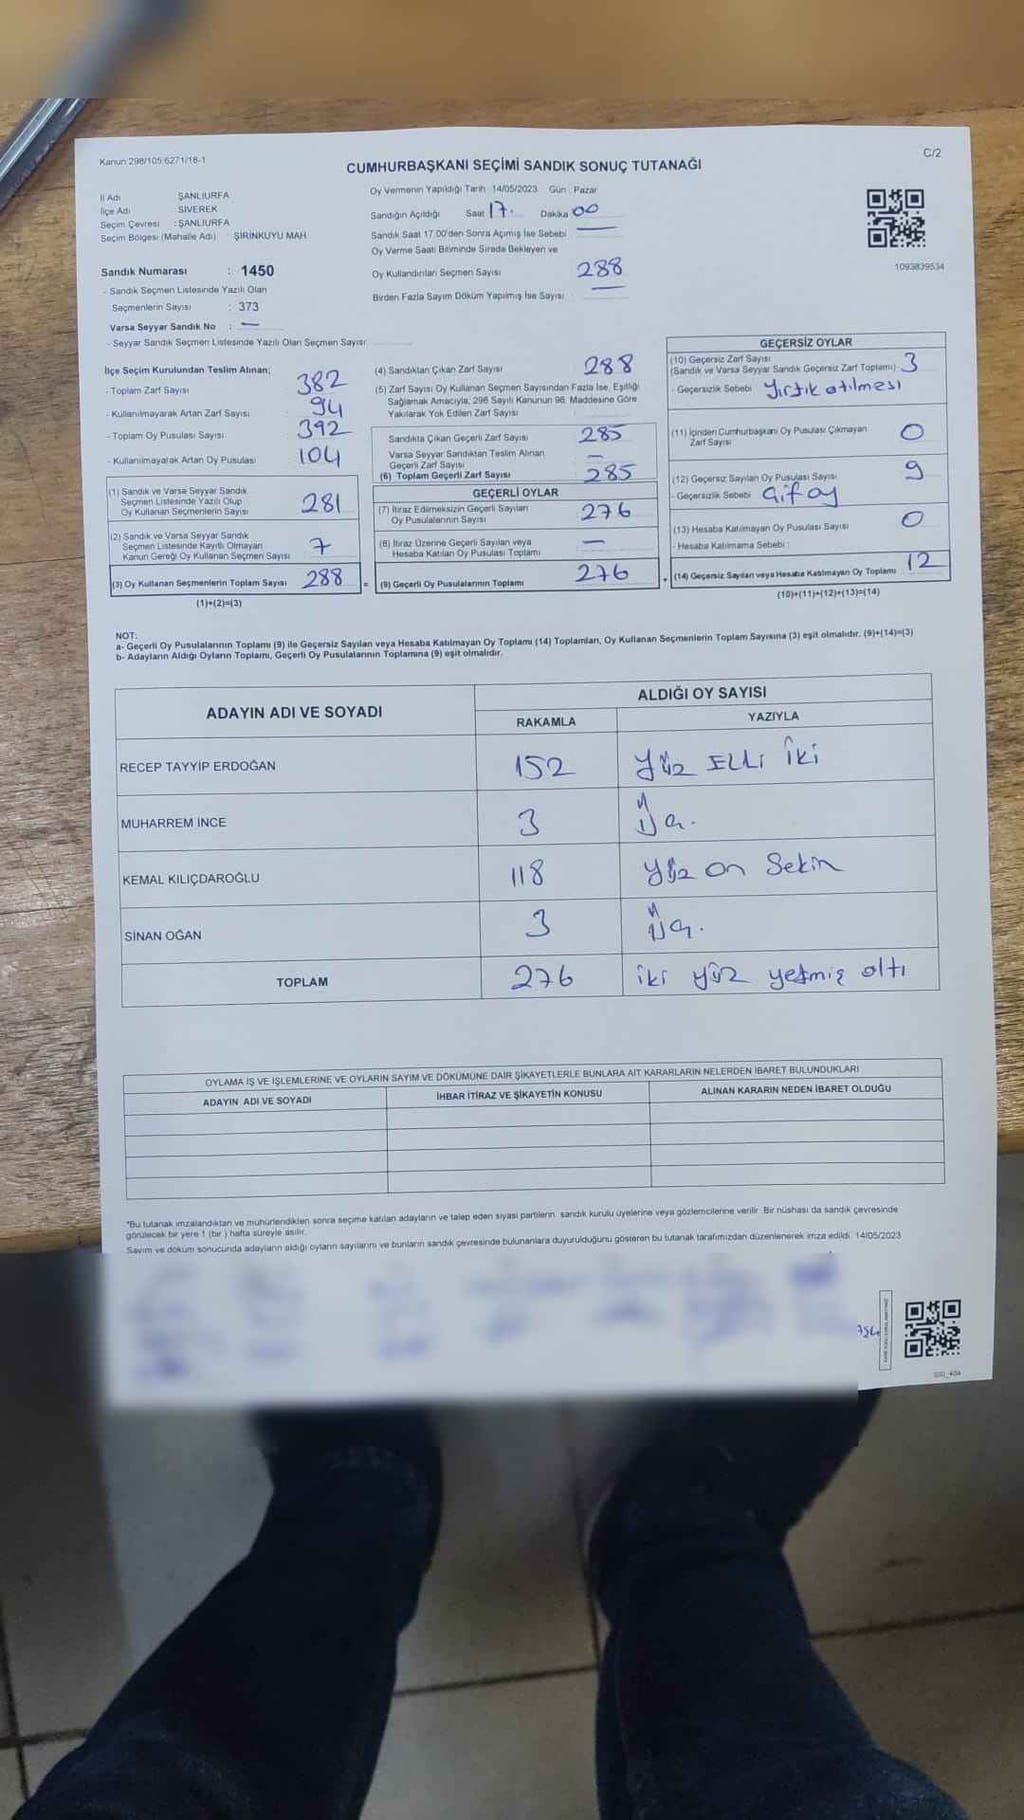 Kanun 298/105;6271/18-1
C/2
CUMHURBAŞKANI SEÇİMİ SANDIK SONUÇ TUTANAĞI
İl Adı ŞANLIURFA
İlçe Adı SİVEREK
Seçim Çevresi : ŞANLIURFA
Seçim Bölgesi (Mahalle Adı) ŞİRİNKUYU MAH.
Oy Vermenin Yapıldığı Tarih 14/05/2023 Gün : Pazar
Sandığın Açıldığı Saat 17. Dakika 00
Sandık Saat 17.00'den Sonra Açımış İse Sebebi —
Oy Verme Saati Bitiminde Sırada Bekleyen ve
Oy Kullandırılan Seçmen Sayısı 288
Birden Fazla Sayım Döküm Yapılmış İse Sayısı —
1093839534
Sandık Numarası : 1450
- Sandık Seçmen Listesinde Yazılı Olan
Seçmenlerin Sayısı : 373
Varsa Seyyar Sandık No : —
- Seyyar Sandık Seçmen Listesinde Yazılı Olan Seçmen Sayısı
İlçe Seçim Kurulundan Teslim Alınan;
- Toplam Zarf Sayısı 382
- Kullanılmayarak Artan Zarf Sayısı 94
- Toplam Oy Pusulası Sayısı 392
- Kullanılmayarak Artan Oy Pusulası 104
(1) Sandık ve Varsa Seyyar Sandık
Seçmen Listesinde Yazılı Olup
Oy Kullanan Seçmenlerin Sayısı 281
(2) Sandık ve Varsa Seyyar Sandık
Seçmen Listesinde Kayıtlı Olmayan
Kanun Gereği Oy Kullanan Seçmen Sayısı 7
(3) Oy Kullanan Seçmenlerin Toplam Sayısı 288 =
(1)+(2)=(3)
(4) Sandıktan Çıkan Zarf Sayısı 288
(5) Zarf Sayısı Oy Kullanan Seçmen Sayısından Fazla İse, Eşitliği
Sağlamak Amacıyla, 298 Sayılı Kanunun 98. Maddesine Göre
Yakılarak Yok Edilen Zarf Sayısı
Sandıkta Çıkan Geçerli Zarf Sayısı 285
Varsa Seyyar Sandıktan Teslim Alınan
Geçerli Zarf Sayısı —
(6) Toplam Geçerli Zarf Sayısı 285
GEÇERLİ OYLAR
(7) İtiraz Edilmeksizin Geçerli Sayılan
Oy Pusulalarının Sayısı 276
(8) İtiraz Üzerine Geçerli Sayılan veya
Hesaba Katılan Oy Pusulası Toplamı —
(9) Geçerli Oy Pusulalarının Toplamı 276 +
GEÇERSİZ OYLAR
(10) Geçersiz Zarf Sayısı
(Sandık ve Varsa Seyyar Sandık Geçersiz Zarf Toplamı) 3
- Geçersizlik Sebebi Yırtık atılması
(11) İçinden Cumhurbaşkanı Oy Pusulası Çıkmayan
Zarf Sayısı 0
(12) Geçersiz Sayılan Oy Pusulası Sayısı 9
- Geçersizlik Sebebi Çift oy
(13) Hesaba Katılmayan Oy Pusulası Sayısı 0
- Hesaba Katılmama Sebebi :
(14) Geçersiz Sayılan veya Hesaba Katılmayan Oy Toplamı 12
(10)+(11)+(12)+(13)=(14)
NOT:
a- Geçerli Oy Pusulalarının Toplamı (9) ile Geçersiz Sayılan veya Hesaba Katılmayan Oy Toplamı (14) Toplamları, Oy Kullanan Seçmenlerin Toplam Sayısına (3) eşit olmalıdır. (9)+(14)=(3)
b- Adayların Aldığı Oyların Toplamı, Geçerli Oy Pusulalarının Toplamına (9) eşit olmalıdır.
ADAYIN ADI VE SOYADI ALDIĞI OY SAYISI
RAKAMLA YAZIYLA
RECEP TAYYİP ERDOĞAN 152 Yüz Elli İki
MUHARREM İNCE 3 Üç.
KEMAL KILIÇDAROĞLU 118 Yüz on Sekin
SİNAN OĞAN 3 Üç.
TOPLAM 276 iki yüz yetmiş altı
OYLAMA İŞ VE İŞLEMLERİNE VE OYLARIN SAYIM VE DÖKÜMÜNE DAİR ŞİKAYETLERLE BUNLARA AİT KARARLARIN NELERDEN İBARET BULUNDUKLARI
ADAYIN ADI VE SOYADI İHBAR İTİRAZ VE ŞİKAYETİN KONUSU ALINAN KARARIN NEDEN İBARET OLDUĞU
*Bu tutanak imzalandıktan ve mühürlendikten sonra seçime katılan adayların ve talep eden siyasi partilerin sandık kurulu üyelerine veya gözlemcilerine verilir. Bir nüshası da sandık çevresinde
görülecek bir yere 1 (bir) hafta süreyle asılır.
Sayım ve döküm sonucunda adayların aldığı oyların sayılarını ve bunların sandık çevresinde bulunanlara duyurulduğunu gösteren bu tutanak tarafımızdan düzenlenerek imza edildi. 14/05/2023